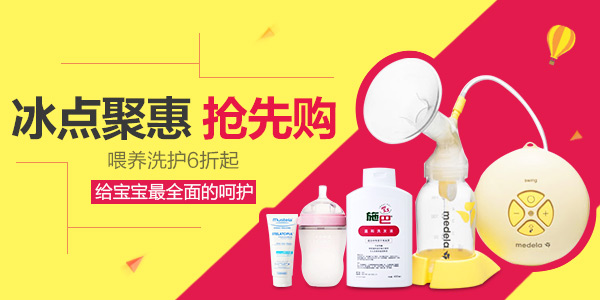 冰点聚惠 抢先购
喂养洗护6折起
给宝宝最全面的呵护
mustela
施巴
medela
swing
medela